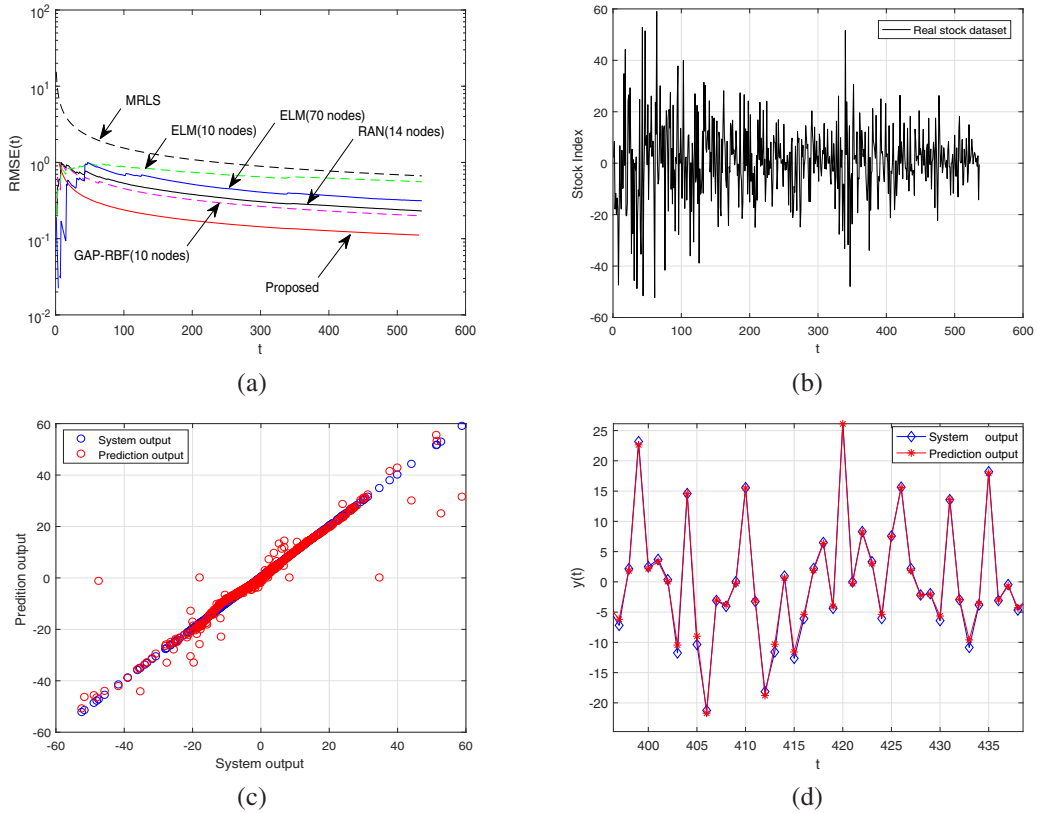 10^2
10^1
10^0
10^-1
10^-2
RMSE(t)
MRLS
ELM(10 nodes)
ELM(70 nodes)
RAN(14 nodes)
GAP-RBF(10 nodes)
Proposed
0 100 200 300 400 500 600
t
(a)
60
40
20
0
-20
-40
-60
Stock Index
Real stock dataset
0 100 200 300 400 500 600
t
(b)
60
40
20
0
-20
-40
-60
Predition output
System output
Prediction output
-60 -40 -20 0 20 40 60
System output
(c)
25
20
15
10
5
0
-5
-10
-15
-20
y(t)
System output
Prediction output
400 405 410 415 420 425 430 435
t
(d)